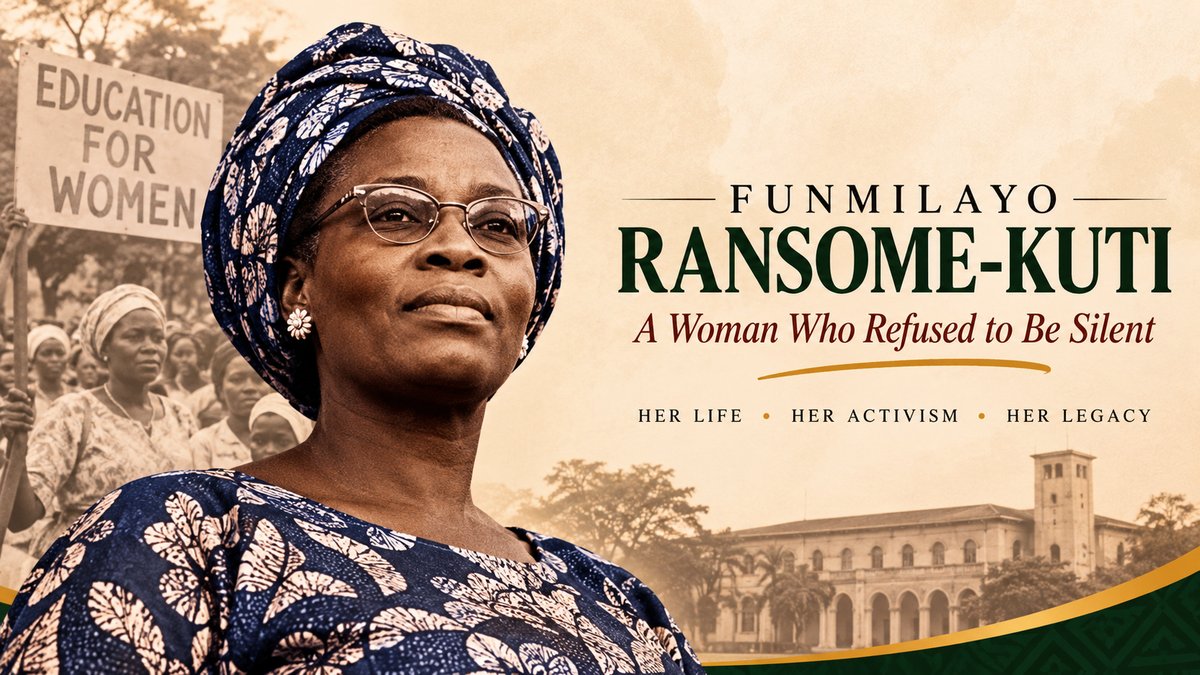 EDUCATION
FOR
WOMEN
FUNMILAYO
RANSOME-KUTI
A Woman Who Refused to Be Silent
HER LIFE • HER ACTIVISM • HER LEGACY